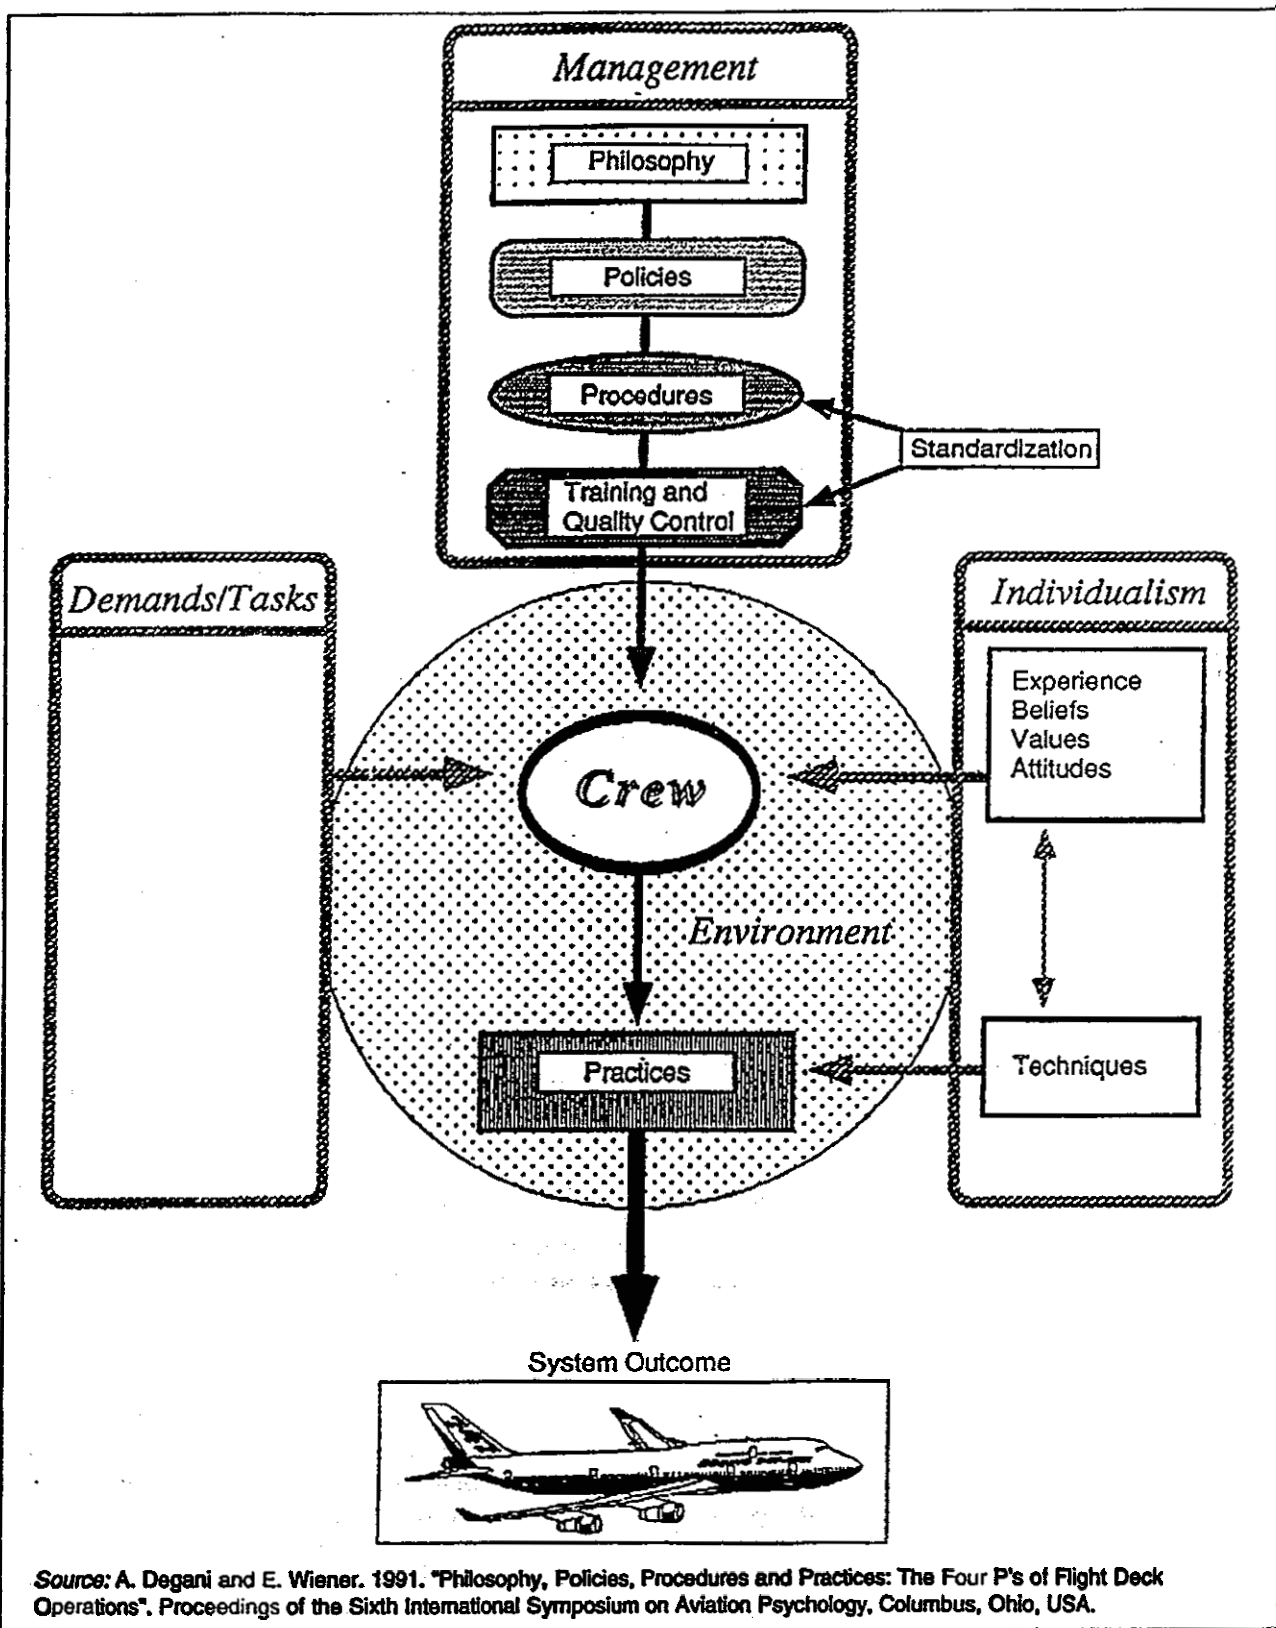 Management
Philosophy
Policies
Procedures
Standardization
Training and
Quality Control
Demands/Tasks
Individualism
Experience
Beliefs
Values
Attitudes
Crew
Environment
Techniques
Practices
System Outcome
Source: A. Degani and E. Wiener. 1991. "Philosophy, Policies, Procedures and Practices: The Four P's of Flight Deck
Operations". Proceedings of the Sixth International Symposium on Aviation Psychology, Columbus, Ohio, USA.